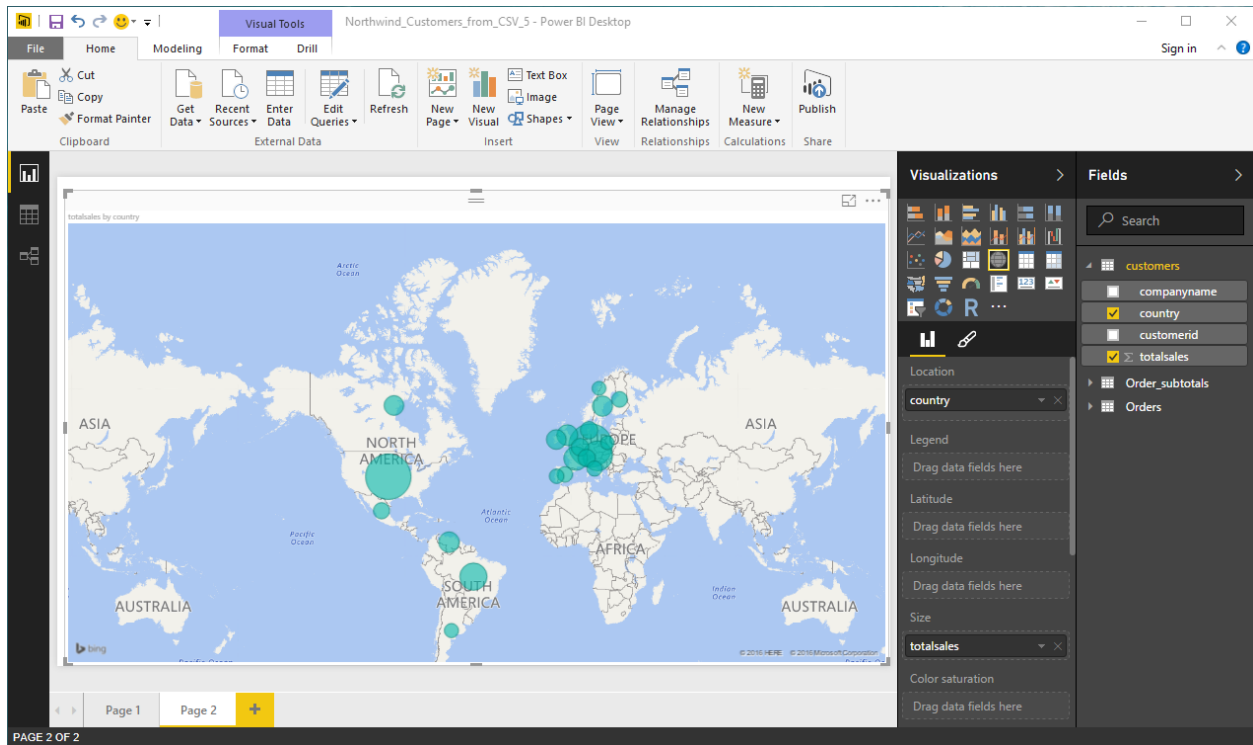 Visual Tools
Northwind_Customers_from_CSV_5 - Power BI Desktop
File
Home
Modeling
Format
Drill
Sign in
Paste
Cut
Copy
Format Painter
Clipboard
Get Data
Recent Sources
Enter Data
Edit Queries
Refresh
External Data
New Page
New Visual
Text Box
Image
Shapes
Insert
Page View
View
Manage Relationships
Relationships
New Measure
Calculations
Publish
Share
totalsales by country
Arctic
Ocean
ASIA
NORTH
AMERICA
EUROPE
ASIA
Atlantic
Ocean
Pacific
Ocean
AFRICA
SOUTH
AMERICA
Indian
Ocean
AUSTRALIA
AUSTRALIA
bing
© 2016 HERE © 2016 Microsoft Corporation
Visualizations
R
123
Location
country
Legend
Drag data fields here
Latitude
Drag data fields here
Longitude
Drag data fields here
Size
totalsales
Color saturation
Drag data fields here
Fields
Search
customers
companyname
country
customerid
Σ totalsales
Order_subtotals
Orders
Page 1
Page 2
+
PAGE 2 OF 2